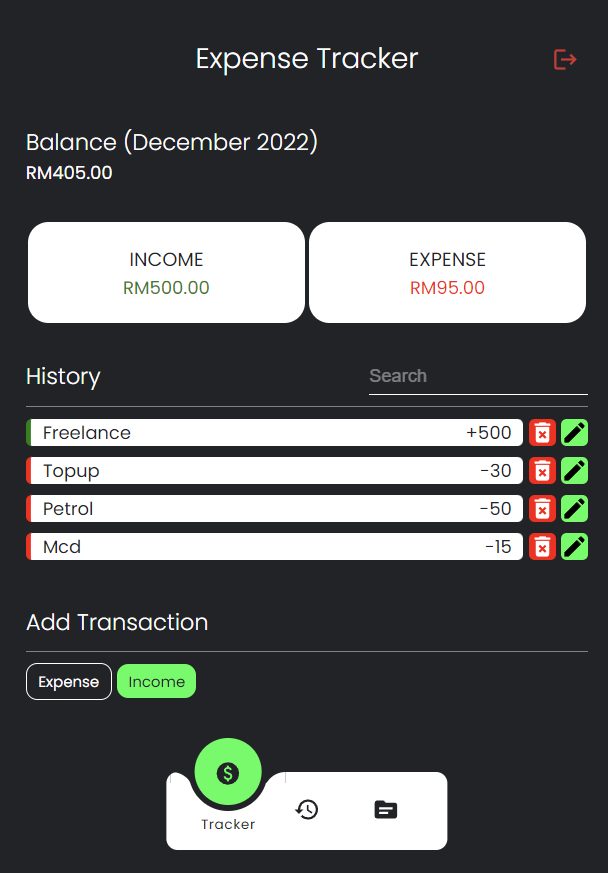 Expense Tracker
Balance (December 2022)
RM405.00
INCOME
RM500.00
EXPENSE
RM95.00
History
Search
Freelance +500
Topup -30
Petrol -50
Mcd -15
Add Transaction
Expense Income
$
Tracker